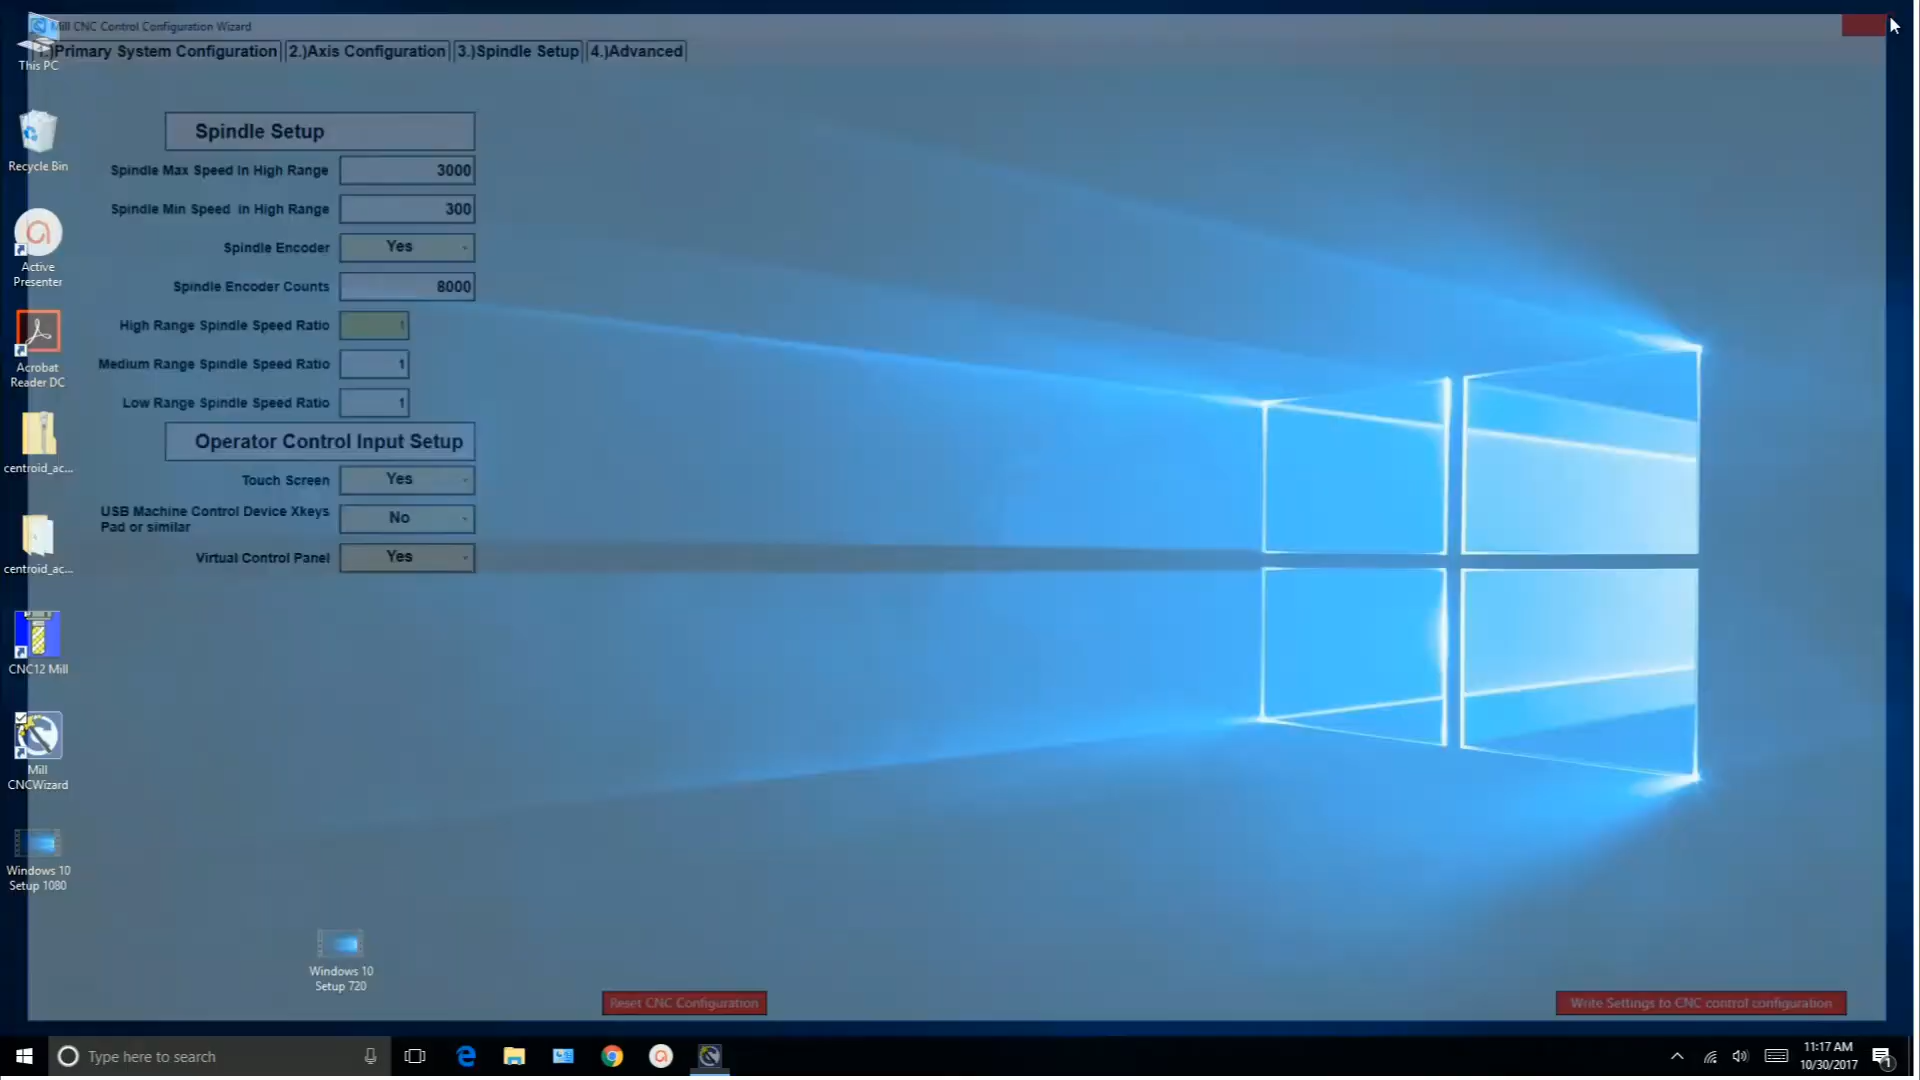 Mill CNC Control Configuration Wizard
1.)Primary System Configuration 2.)Axis Configuration 3.)Spindle Setup 4.)Advanced
This PC
Recycle Bin
Active Presenter
Acrobat Reader DC
centroid_ac...
centroid_ac...
CNC12 Mill
Mill CNCWizard
Windows 10 Setup 1080
Windows 10 Setup 720
Spindle Setup
Spindle Max Speed In High Range 3000
Spindle Min Speed in High Range 300
Spindle Encoder Yes
Spindle Encoder Counts 8000
High Range Spindle Speed Ratio 1
Medium Range Spindle Speed Ratio 1
Low Range Spindle Speed Ratio 1
Operator Control Input Setup
Touch Screen Yes
USB Machine Control Device Xkeys
Pad or similar No
Virtual Control Panel Yes
Reset CNC Configuration
Write Settings to CNC control configuration
Type here to search
11:17 AM
10/30/2017
1